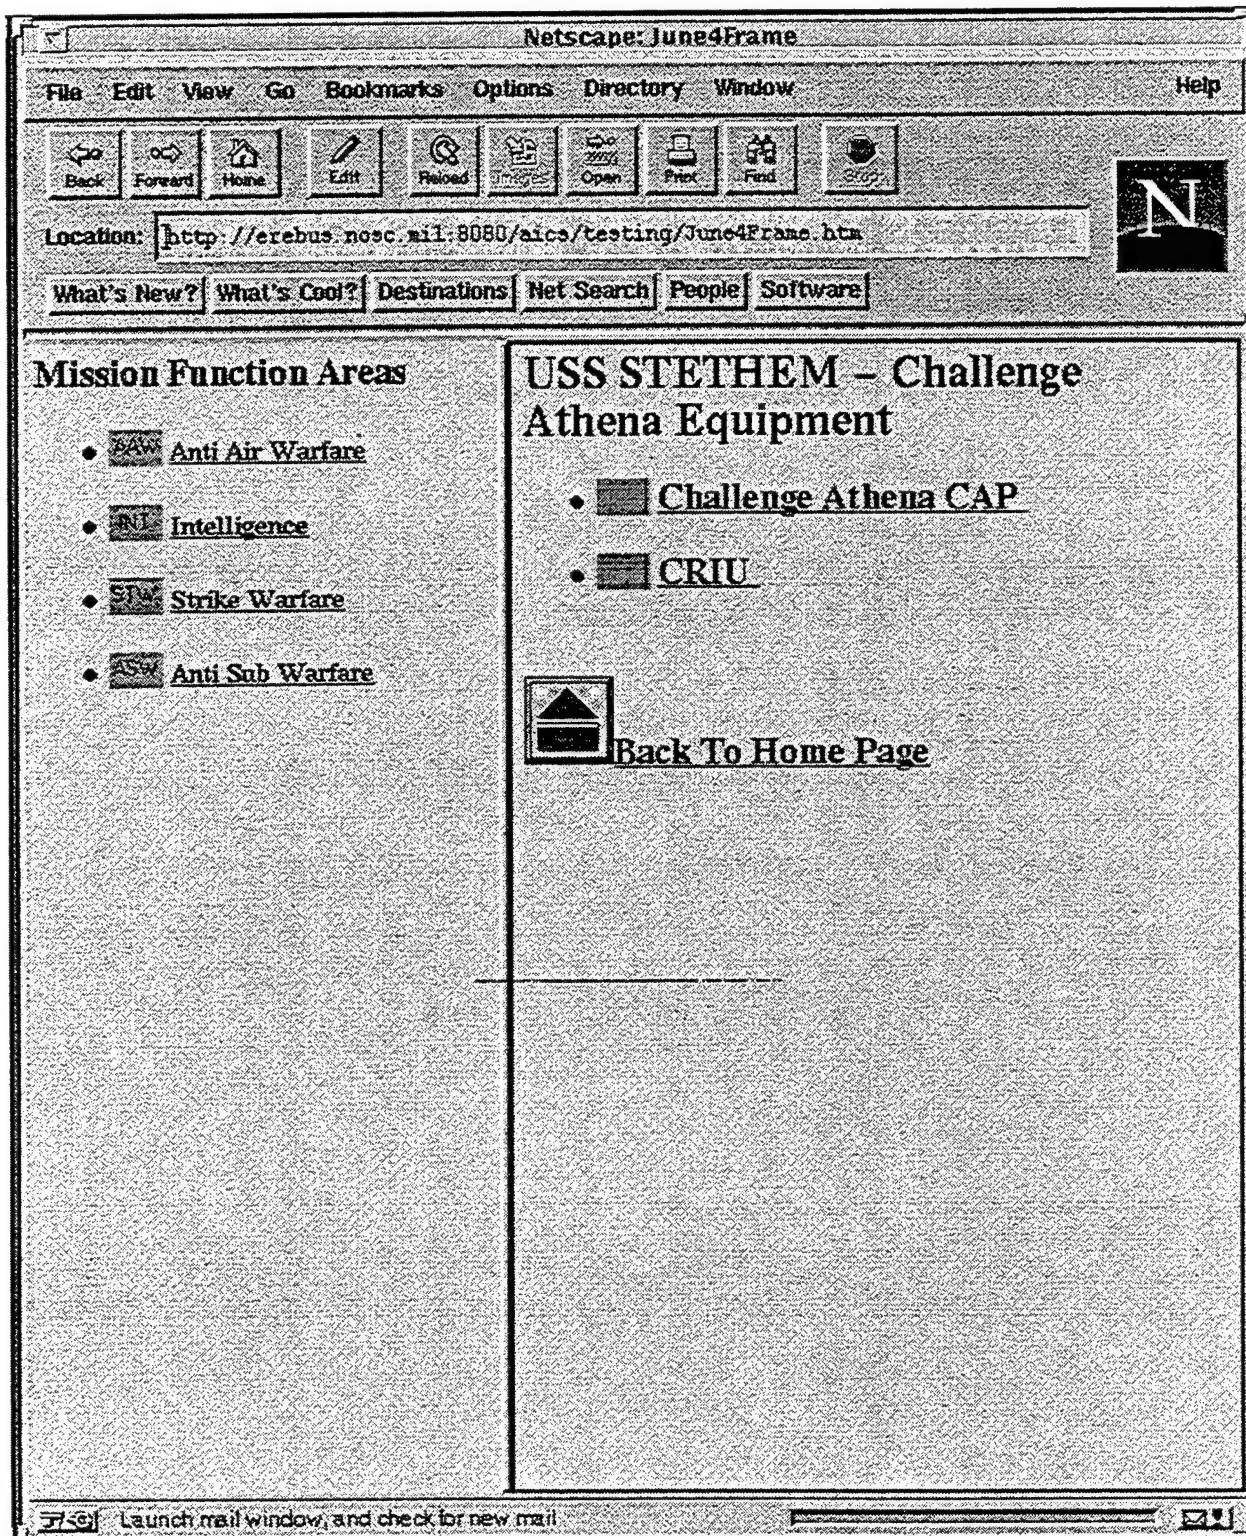 Netscape: June4Frame
File Edit View Go Bookmarks Options Directory Window Help
Back Forward Home Edit Reload Images Open Print Find Stop
N
Location: http://erebus.nosc.mil:8080/aics/testing/June4Frame.htm
What's New? What's Cool? Destinations Net Search People Software
Mission Function Areas
AAW Anti Air Warfare
INT Intelligence
STW Strike Warfare
ASW Anti Sub Warfare
USS STETHEM – Challenge
Athena Equipment
Challenge Athena CAP
CRIU
Back To Home Page
Launch mail window, and check for new mail